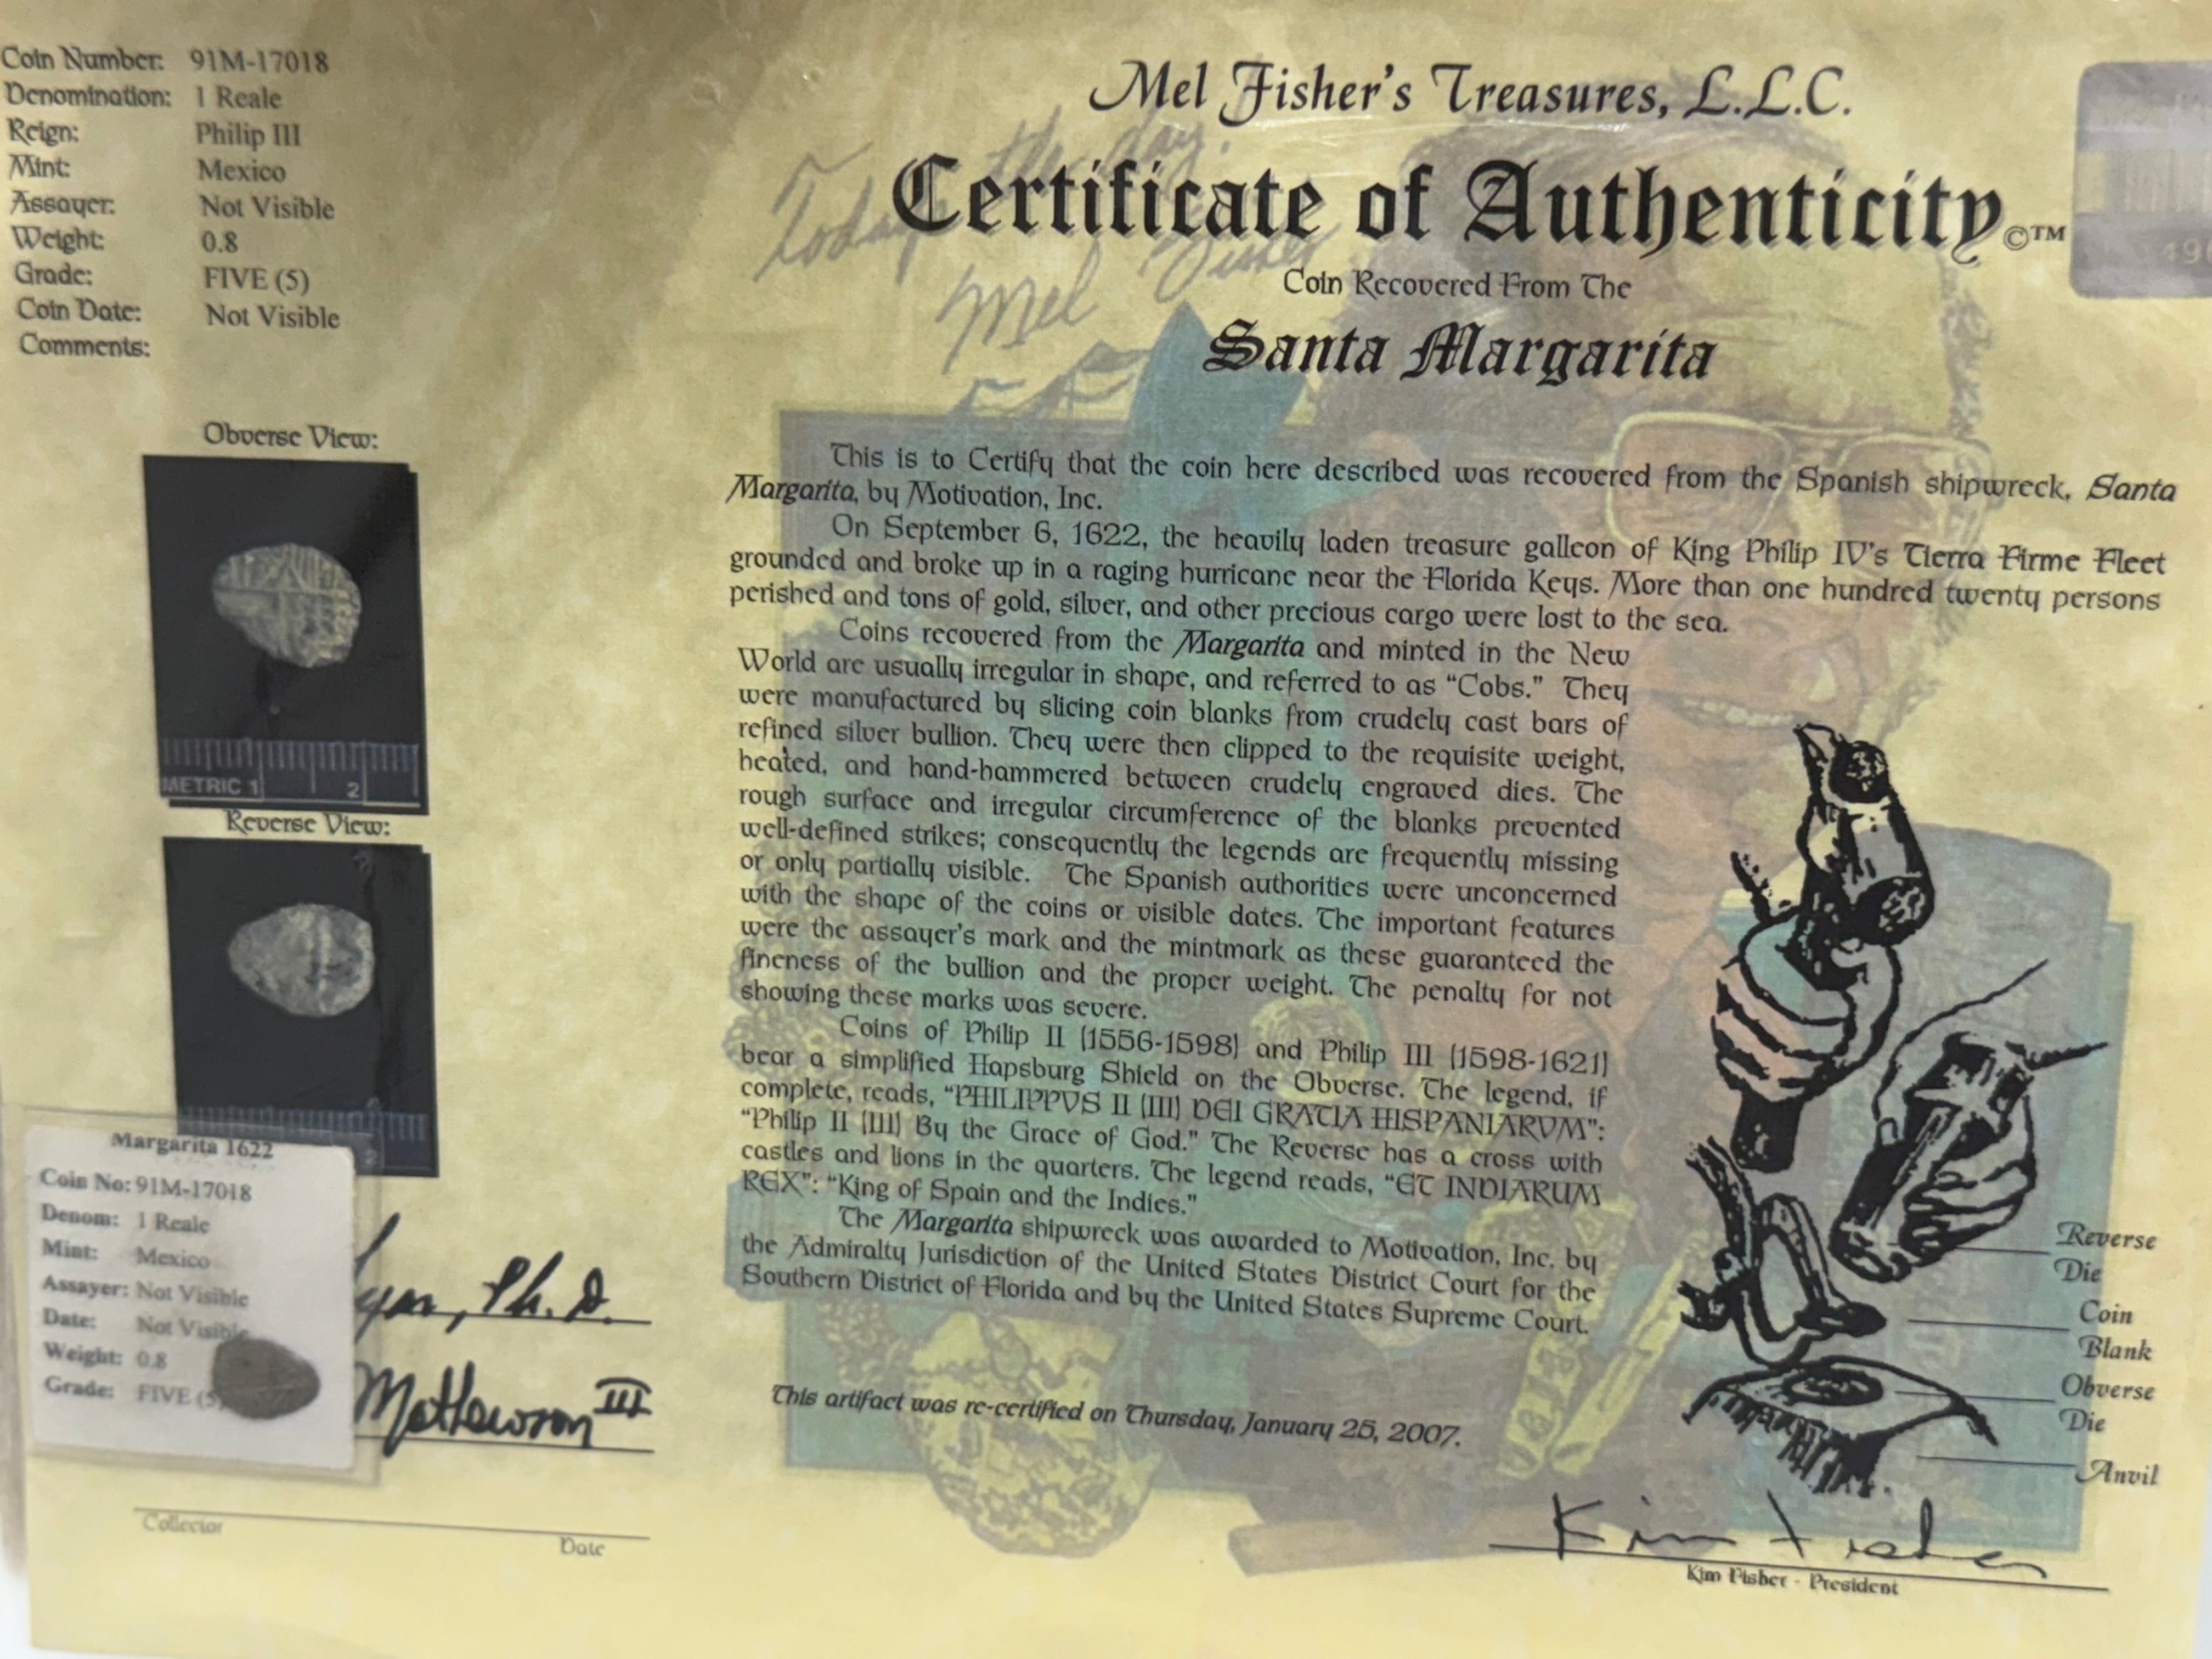 Coin Number: 91M-17018
Denomination: 1 Reale
Reign: Philip III
Mint: Mexico
Assayer: Not Visible
Weight: 0.8
Grade: FIVE (5)
Coin Date: Not Visible
Comments:
Obverse View:
METRIC 1 2
Reverse View:
2
Margarita 1622
Coin No: 91M-17018
Denom: 1 Reale
Mint: Mexico
Assayer: Not Visible
Date: Not Visible
Weight: 0.8
Grade: FIVE (5
Ph. D.
Mathewson III
Collector
Date
Mel Fisher's Treasures, L.L.C.
Today the day.
Mel Fisher
Certificate of Authenticity©™
Coin Recovered From The
Santa Margarita
This is to Certify that the coin here described was recovered from the Spanish shipwreck, Santa
Margarita, by Motivation, Inc.
On September 6, 1622, the heavily laden treasure galleon of King Philip IV's Tierra Firme Fleet
grounded and broke up in a raging hurricane near the Florida Keys. More than one hundred twenty persons
perished and tons of gold, silver, and other precious cargo were lost to the sea.
Coins recovered from the Margarita and minted in the New
World are usually irregular in shape, and referred to as "Cobs." They
were manufactured by slicing coin blanks from crudely cast bars of
refined silver bullion. They were then clipped to the requisite weight,
heated, and hand-hammered between crudely engraved dies. The
rough surface and irregular circumference of the blanks prevented
well-defined strikes; consequently the legends are frequently missing
or only partially visible. The Spanish authorities were unconcerned
with the shape of the coins or visible dates. The important features
were the assayer's mark and the mintmark as these guaranteed the
fineness of the bullion and the proper weight. The penalty for not
showing these marks was severe.
Coins of Philip II (1556-1598) and Philip III (1598-1621)
bear a simplified Hapsburg Shield on the Obverse. The legend, if
complete, reads, "PHILIPPVS II (III) DEI GRATIA HISPANIARVM":
"Philip II (III) By the Grace of God." The Reverse has a cross with
castles and lions in the quarters. The legend reads, "ET INDIARUM
REX": "King of Spain and the Indies."
The Margarita shipwreck was awarded to Motivation, Inc. by
the Admiralty Jurisdiction of the United States District Court for the
Southern District of Florida and by the United States Supreme Court.
This artifact was re-certified on Thursday, January 25, 2007.
Reverse
Die
Coin
Blank
Obverse
Die
Anvil
Kim Fisher
Kim Fisher - President